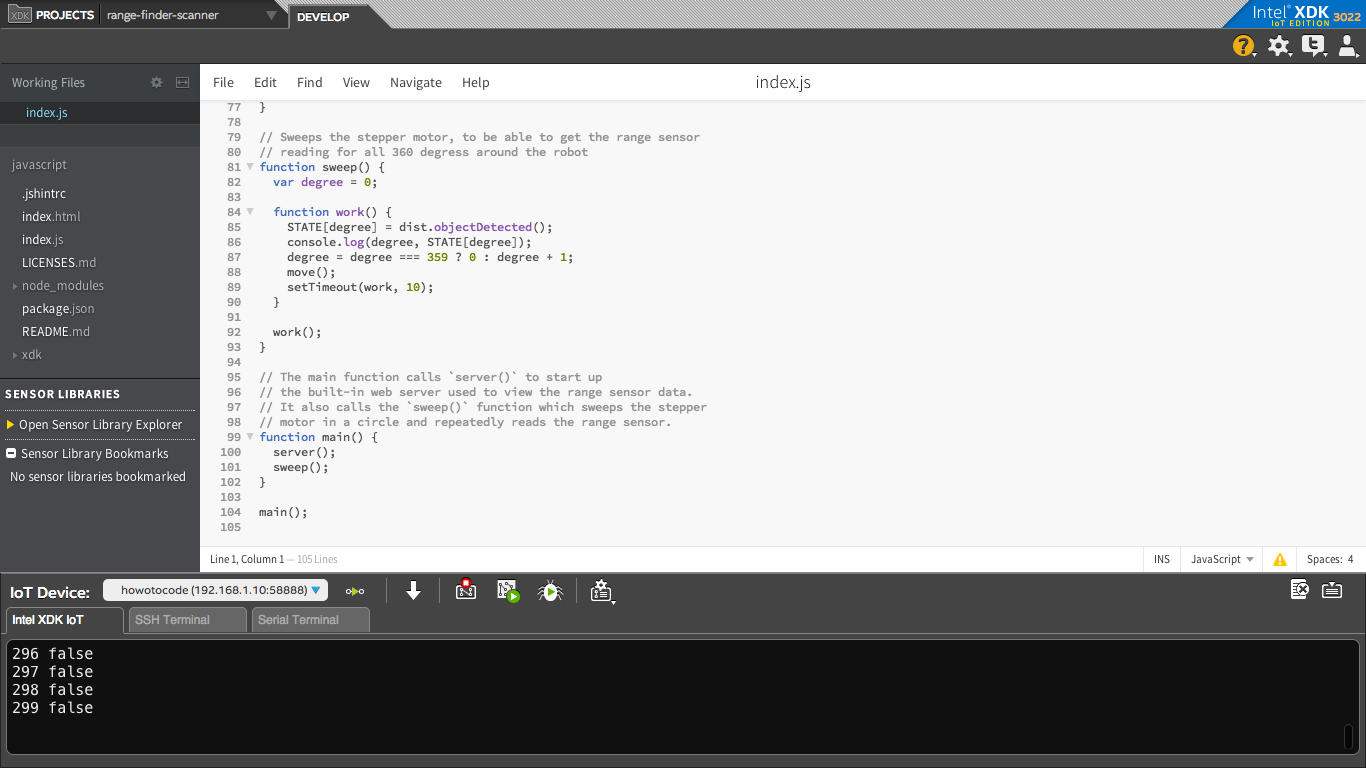 XDK PROJECTS range-finder-scanner DEVELOP
Intel® XDK
IoT EDITION 3022
Working Files
index.js
javascript
.jshintrc
index.html
index.js
LICENSES.md
node_modules
package.json
README.md
xdk
SENSOR LIBRARIES
Open Sensor Library Explorer
Sensor Library Bookmarks
No sensor libraries bookmarked
File Edit Find View Navigate Help index.js
77 }
78
79 // Sweeps the stepper motor, to be able to get the range sensor
80 // reading for all 360 degress around the robot
81 function sweep() {
82   var degree = 0;
83
84   function work() {
85     STATE[degree] = dist.objectDetected();
86     console.log(degree, STATE[degree]);
87     degree = degree === 359 ? 0 : degree + 1;
88     move();
89     setTimeout(work, 10);
90   }
91
92   work();
93 }
94
95 // The main function calls `server()` to start up
96 // the built-in web server used to view the range sensor data.
97 // It also calls the `sweep()` function which sweeps the stepper
98 // motor in a circle and repeatedly reads the range sensor.
99 function main() {
100   server();
101   sweep();
102 }
103
104 main();
105
Line 1, Column 1 — 105 Lines INS JavaScript Spaces: 4
IoT Device: howotocode (192.168.1.10:58888)
Intel XDK IoT SSH Terminal Serial Terminal
296 false
297 false
298 false
299 false